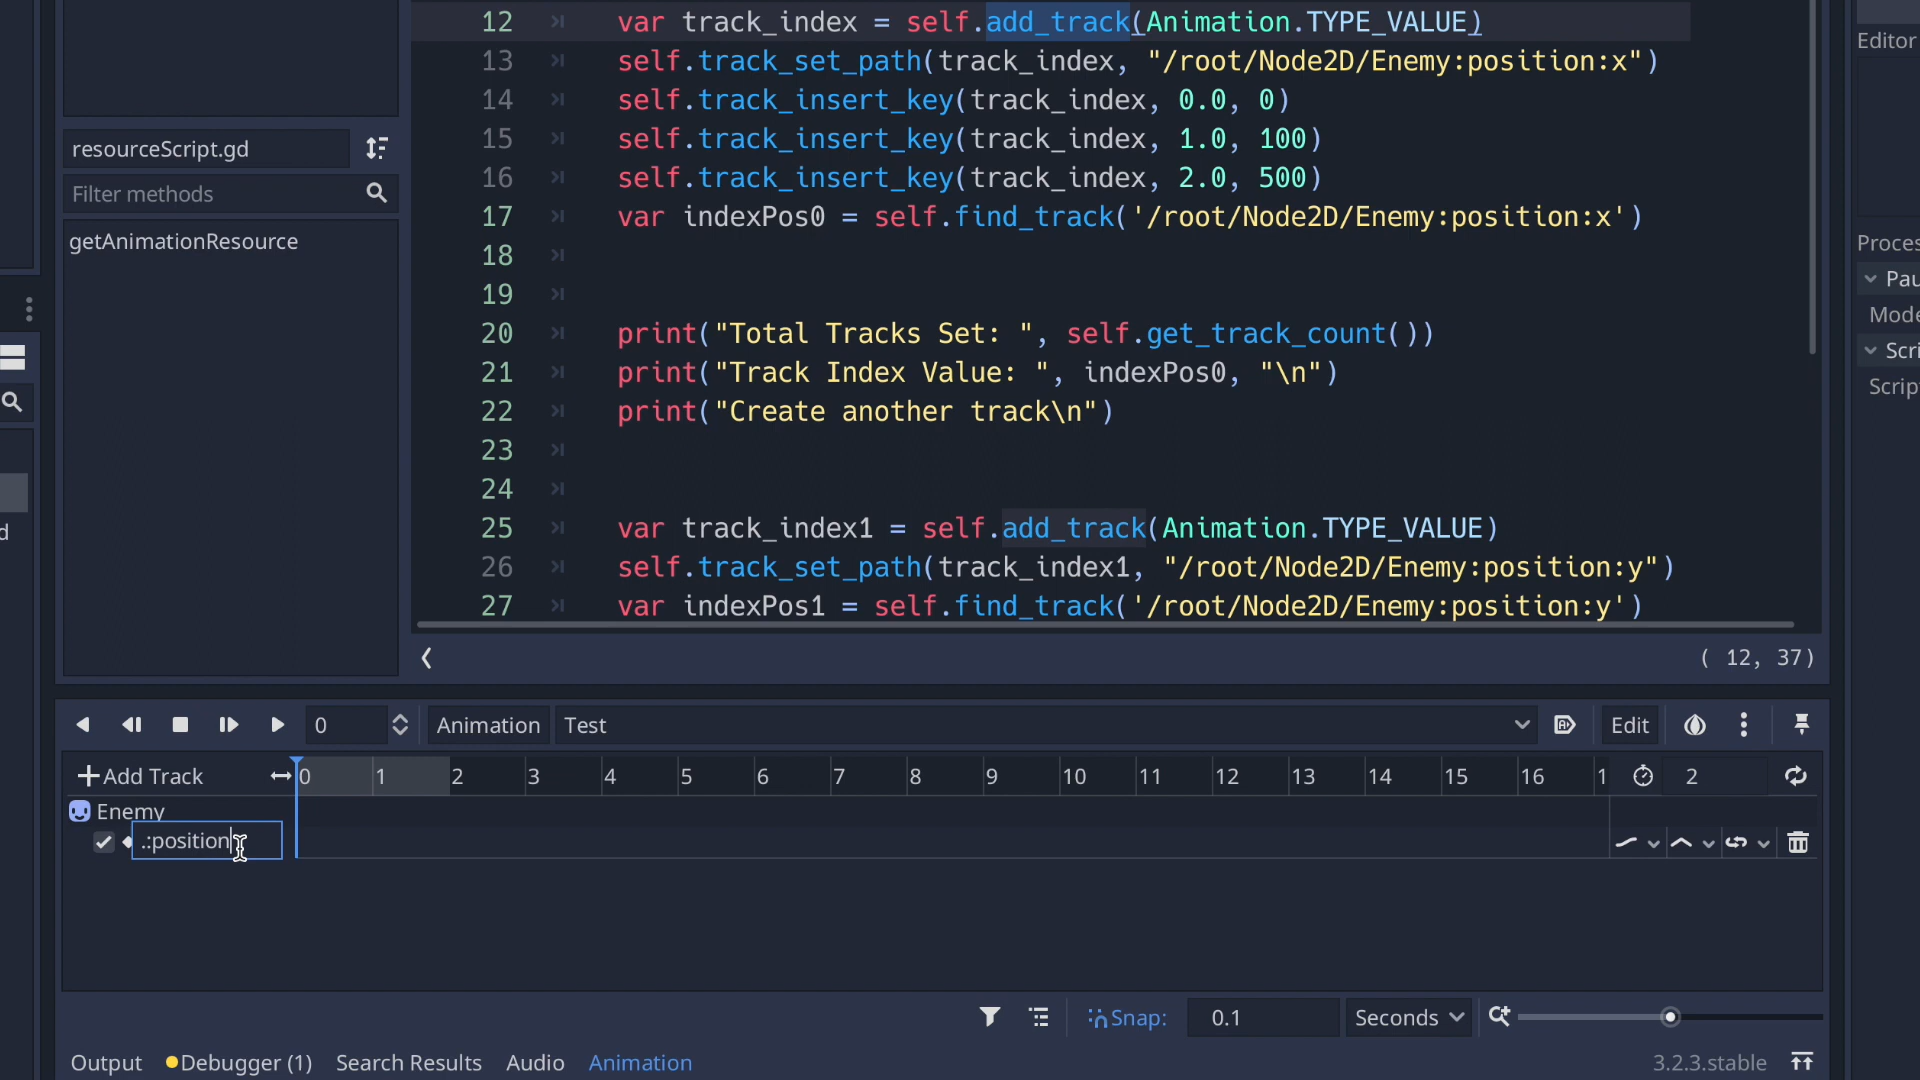 12 var track_index = self.add_track(Animation.TYPE_VALUE)
13 self.track_set_path(track_index, "/root/Node2D/Enemy:position:x")
14 self.track_insert_key(track_index, 0.0, 0)
15 self.track_insert_key(track_index, 1.0, 100)
16 self.track_insert_key(track_index, 2.0, 500)
17 var indexPos0 = self.find_track('/root/Node2D/Enemy:position:x')
18
19
20 print("Total Tracks Set: ", self.get_track_count())
21 print("Track Index Value: ", indexPos0, "\n")
22 print("Create another track\n")
23
24
25 var track_index1 = self.add_track(Animation.TYPE_VALUE)
26 self.track_set_path(track_index1, "/root/Node2D/Enemy:position:y")
27 var indexPos1 = self.find_track('/root/Node2D/Enemy:position:y')
resourceScript.gd
Filter methods
getAnimationResource
d
( 12, 37)
Editor
Proces
Pau
Mode
Scri
Scrip
0 Animation Test Edit
Add Track 0 1 2 3 4 5 6 7 8 9 10 11 12 13 14 15 16 1 2
Enemy
.:position
Snap: 0.1 Seconds
Output Debugger (1) Search Results Audio Animation 3.2.3.stable